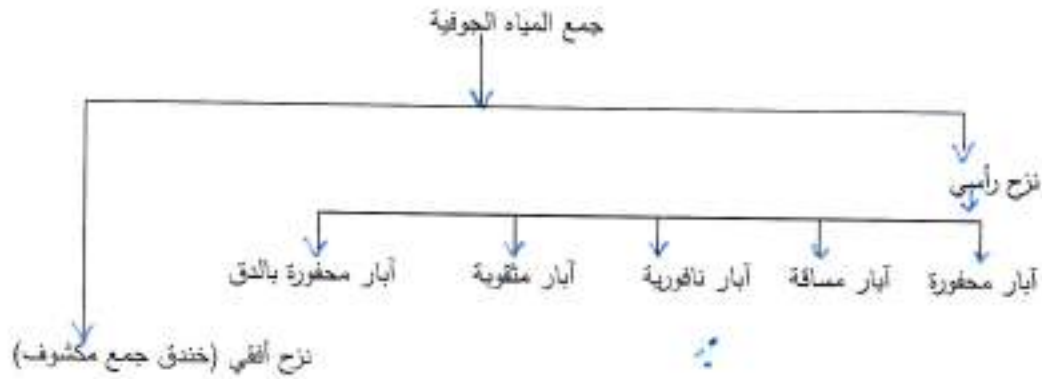 جمع المياه الجوفية
نزح رأسي
آبار محفورة
آبار مساقة
آبار نافورية
آبار مثقوبة
آبار محفورة بالدق
نزح أفقي (خندق جمع مكشوف)